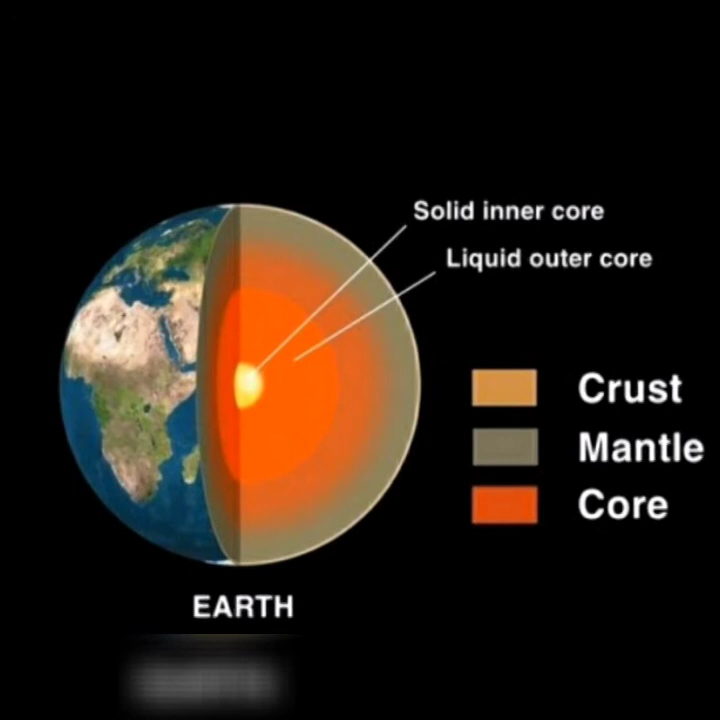 Solid inner core
Liquid outer core
Crust
Mantle
Core
EARTH